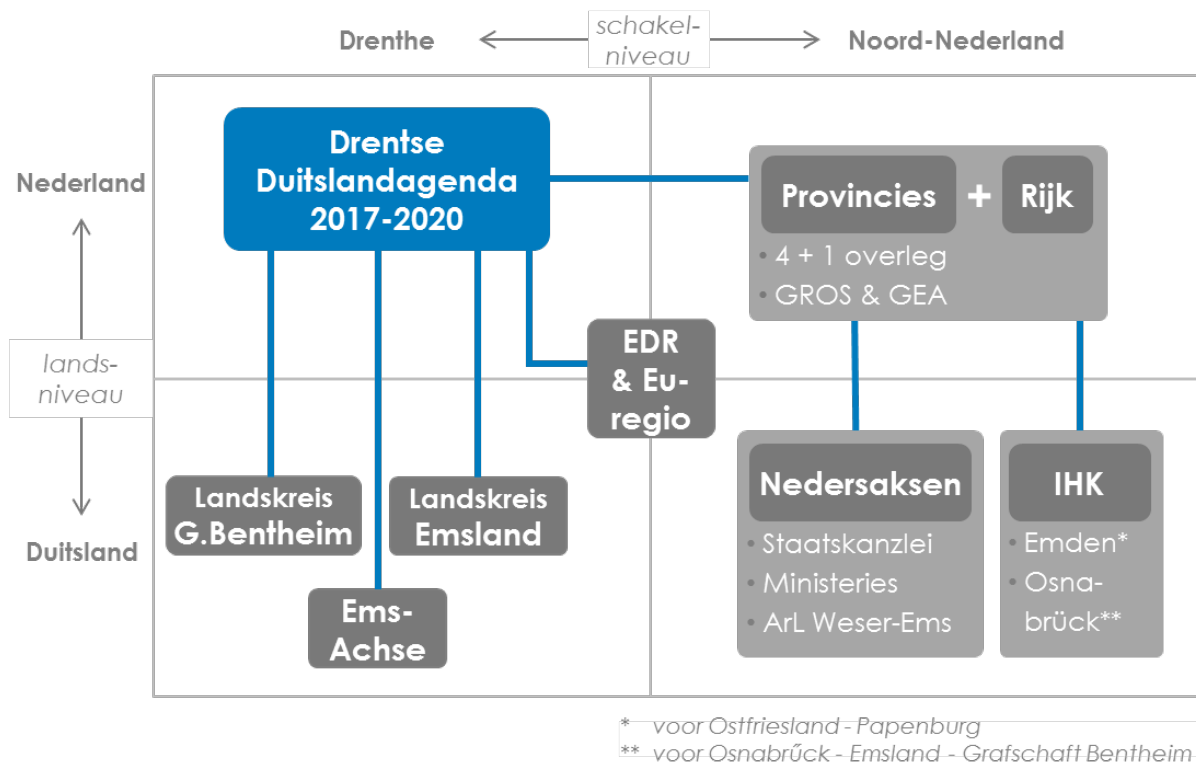 Drenthe
schakel-
niveau
Noord-Nederland
Nederland
lands-
niveau
Duitsland
Drentse
Duitslandagenda
2017-2020
Provincies + Rijk
• 4 + 1 overleg
• GROS & GEA
EDR
& Eu-
regio
Landskreis
G.Bentheim
Landskreis
Emsland
Ems-
Achse
Nedersaksen
• Staatskanzlei
• Ministeries
• ArL Weser-Ems
IHK
• Emden*
• Osna-
brück**
* voor Ostfriesland - Papenburg
** voor Osnabrűck - Emsland - Grafschaft Bentheim